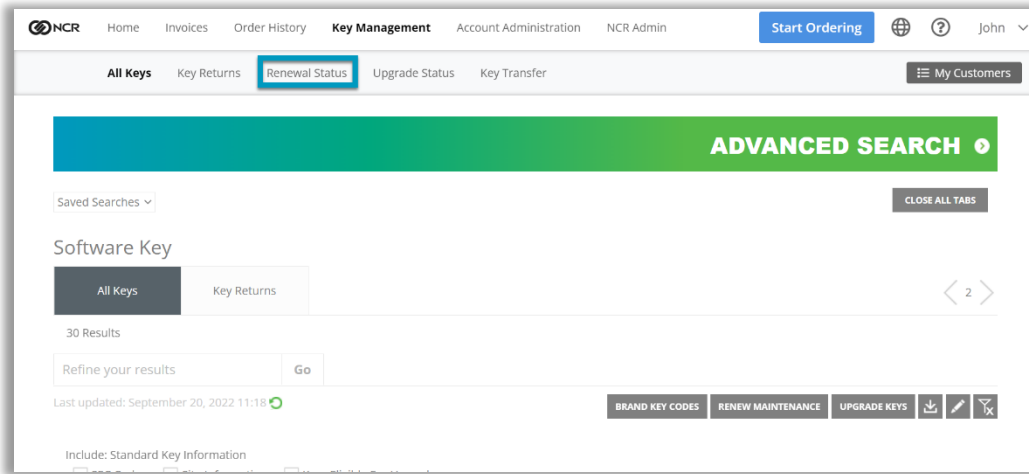 NCR Home Invoices Order History Key Management Account Administration NCR Admin Start Ordering ? John
All Keys Key Returns Renewal Status Upgrade Status Key Transfer My Customers
ADVANCED SEARCH
Saved Searches CLOSE ALL TABS
Software Key
All Keys Key Returns 2
30 Results
Refine your results Go
Last updated: September 20, 2022 11:18 BRAND KEY CODES RENEW MAINTENANCE UPGRADE KEYS
Include: Standard Key Information